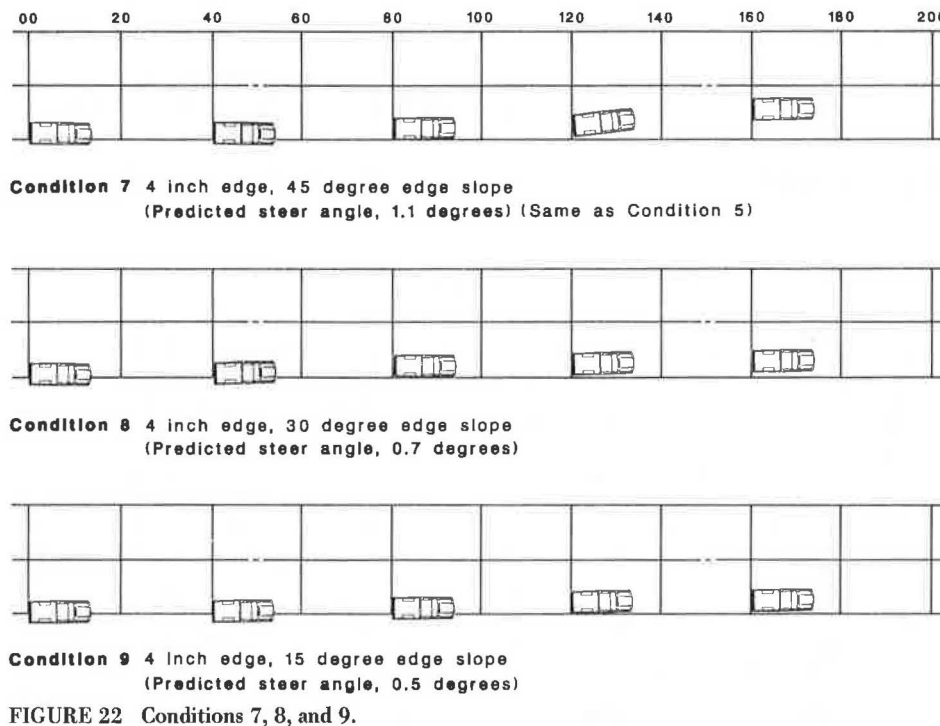 00 20 40 60 80 100 120 140 160 180 200
Condition 7 4 inch edge, 45 degree edge slope
(Predicted steer angle, 1.1 degrees) (Same as Condition 5)
Condition 8 4 inch edge, 30 degree edge slope
(Predicted steer angle, 0.7 degrees)
Condition 9 4 inch edge, 15 degree edge slope
(Predicted steer angle, 0.5 degrees)
FIGURE 22 Conditions 7, 8, and 9.